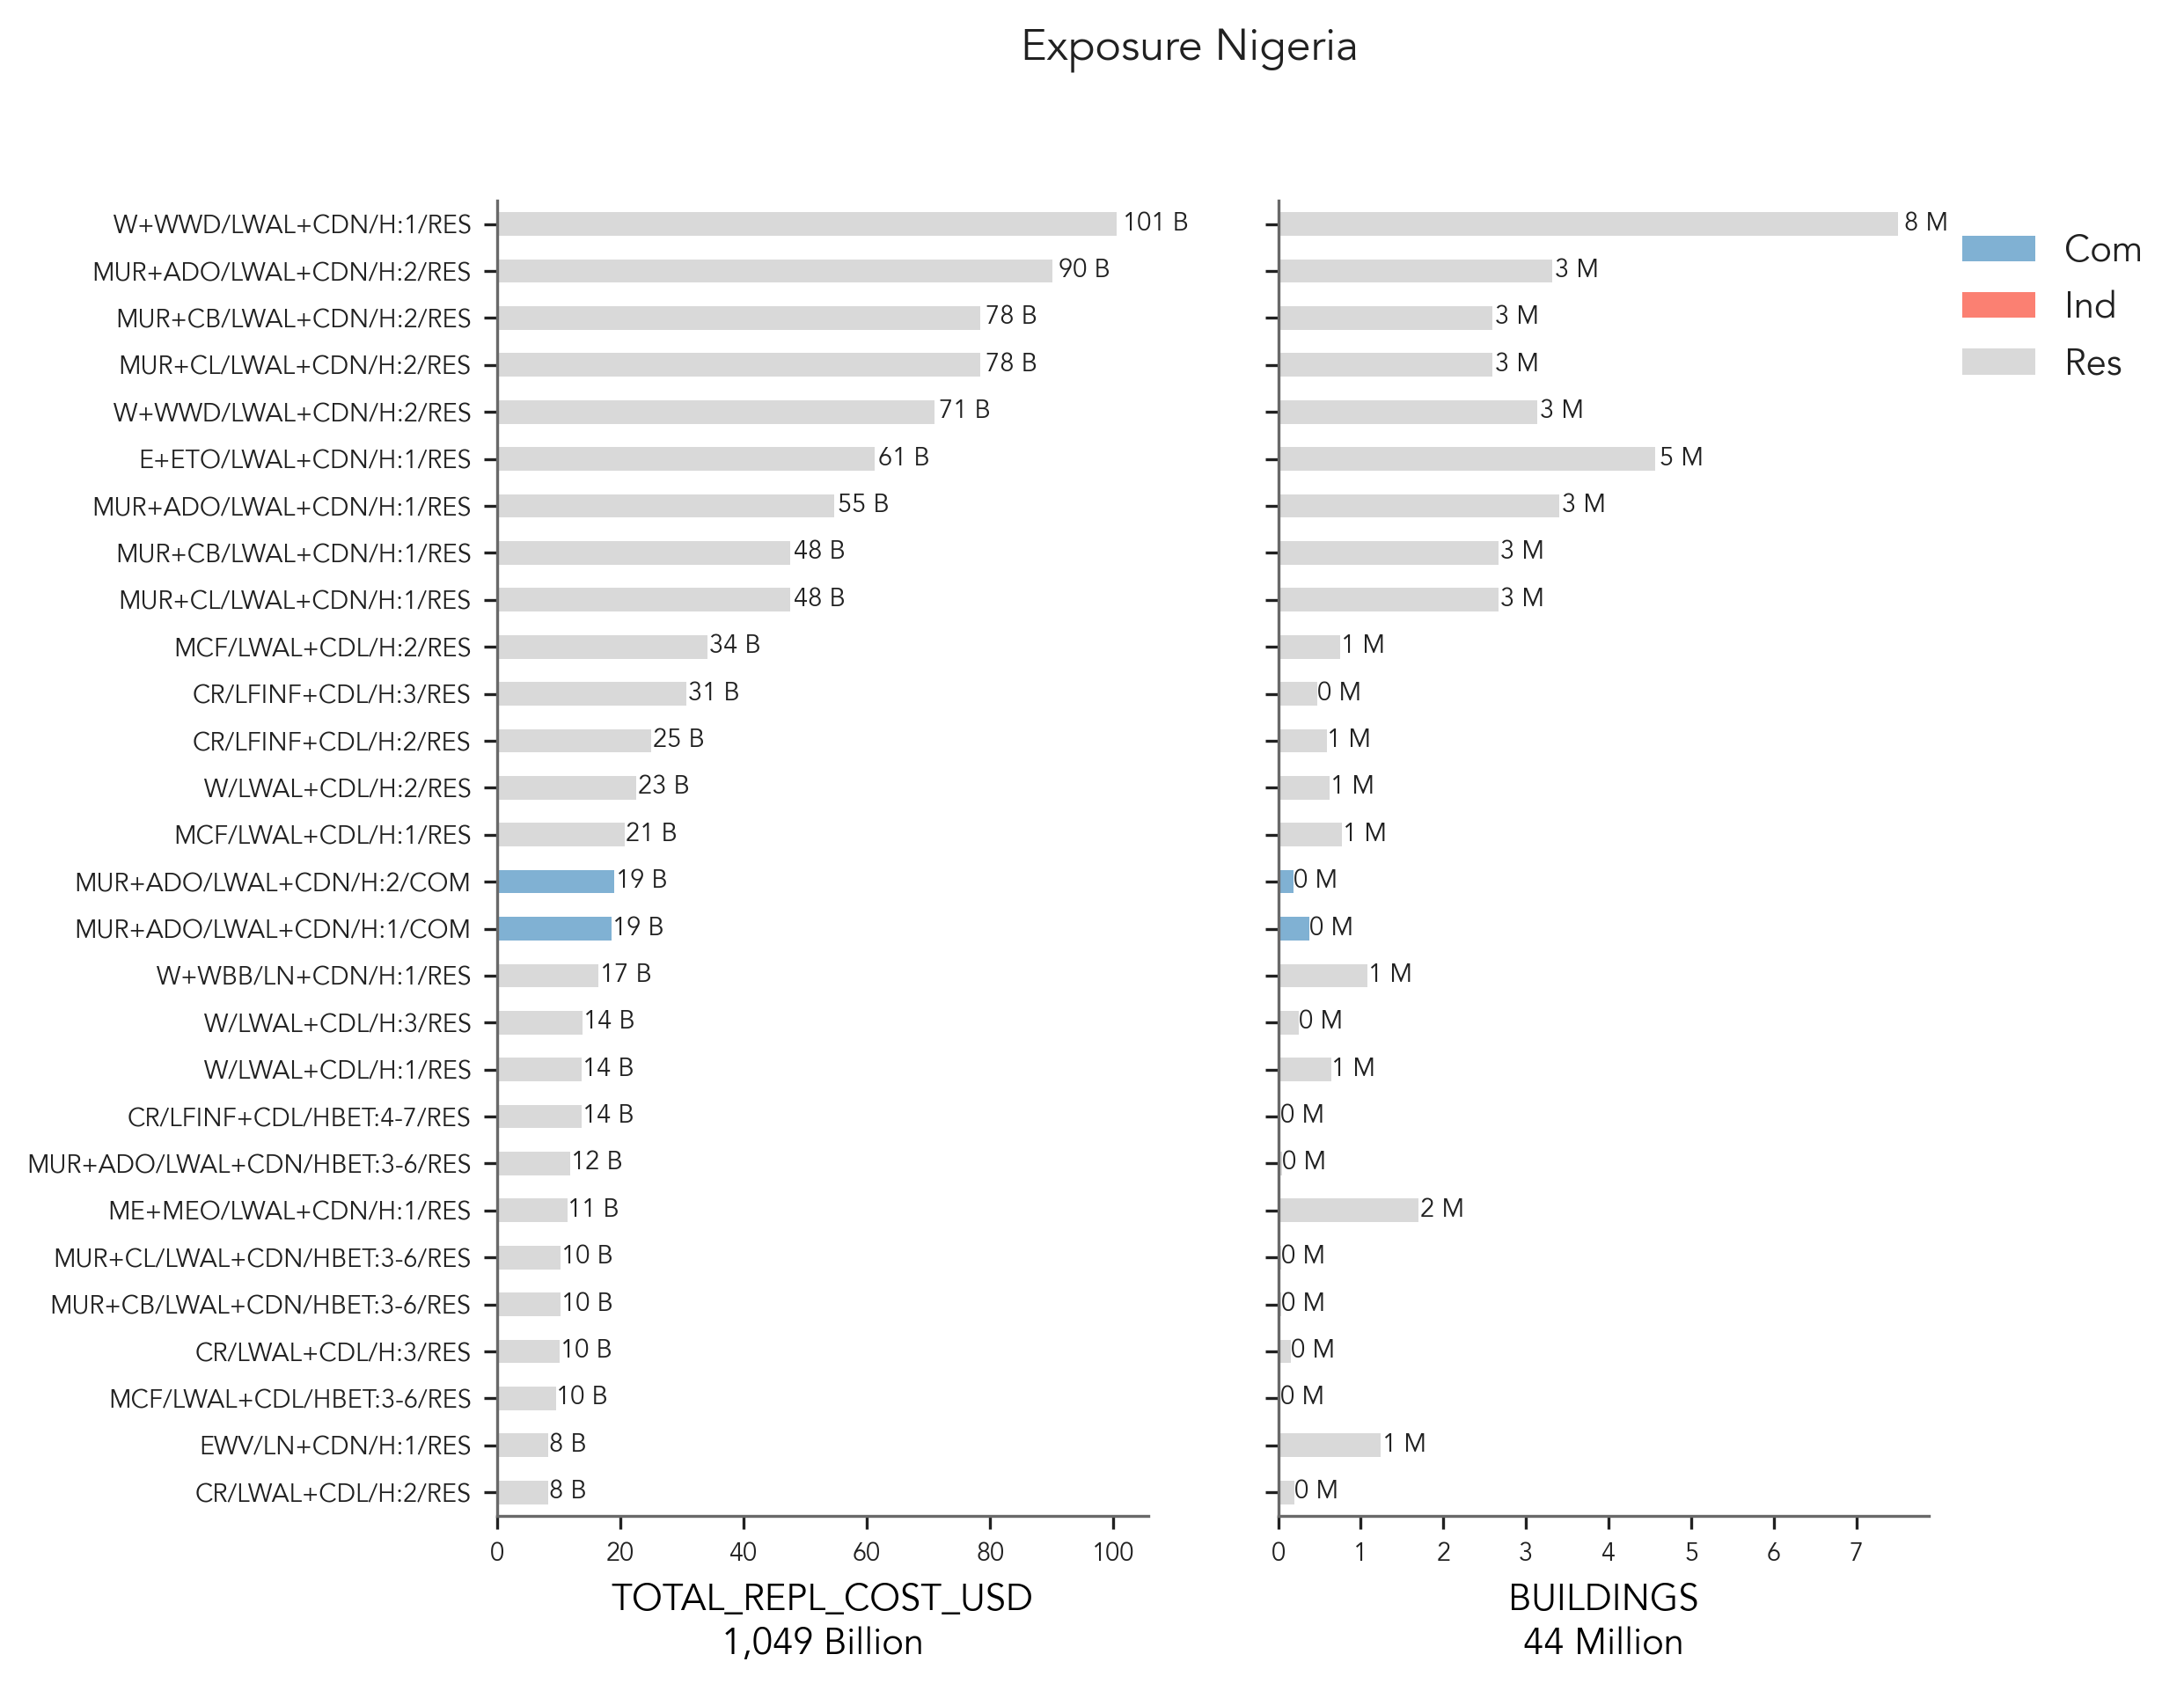 Exposure Nigeria
W+WWD/LWAL+CDN/H:1/RES 101 B 8 M
MUR+ADO/LWAL+CDN/H:2/RES 90 B 3 M
MUR+CB/LWAL+CDN/H:2/RES 78 B 3 M
MUR+CL/LWAL+CDN/H:2/RES 78 B 3 M
W+WWD/LWAL+CDN/H:2/RES 71 B 3 M
E+ETO/LWAL+CDN/H:1/RES 61 B 5 M
MUR+ADO/LWAL+CDN/H:1/RES 55 B 3 M
MUR+CB/LWAL+CDN/H:1/RES 48 B 3 M
MUR+CL/LWAL+CDN/H:1/RES 48 B 3 M
MCF/LWAL+CDL/H:2/RES 34 B 1 M
CR/LFINF+CDL/H:3/RES 31 B 0 M
CR/LFINF+CDL/H:2/RES 25 B 1 M
W/LWAL+CDL/H:2/RES 23 B 1 M
MCF/LWAL+CDL/H:1/RES 21 B 1 M
MUR+ADO/LWAL+CDN/H:2/COM 19 B 0 M
MUR+ADO/LWAL+CDN/H:1/COM 19 B 0 M
W+WBB/LN+CDN/H:1/RES 17 B 1 M
W/LWAL+CDL/H:3/RES 14 B 0 M
W/LWAL+CDL/H:1/RES 14 B 1 M
CR/LFINF+CDL/HBET:4-7/RES 14 B 0 M
MUR+ADO/LWAL+CDN/HBET:3-6/RES 12 B 0 M
ME+MEO/LWAL+CDN/H:1/RES 11 B 2 M
MUR+CL/LWAL+CDN/HBET:3-6/RES 10 B 0 M
MUR+CB/LWAL+CDN/HBET:3-6/RES 10 B 0 M
CR/LWAL+CDL/H:3/RES 10 B 0 M
MCF/LWAL+CDL/HBET:3-6/RES 10 B 0 M
EWV/LN+CDN/H:1/RES 8 B 1 M
CR/LWAL+CDL/H:2/RES 8 B 0 M
0 20 40 60 80 100
TOTAL_REPL_COST_USD
1,049 Billion
0 1 2 3 4 5 6 7
BUILDINGS
44 Million
Com
Ind
Res